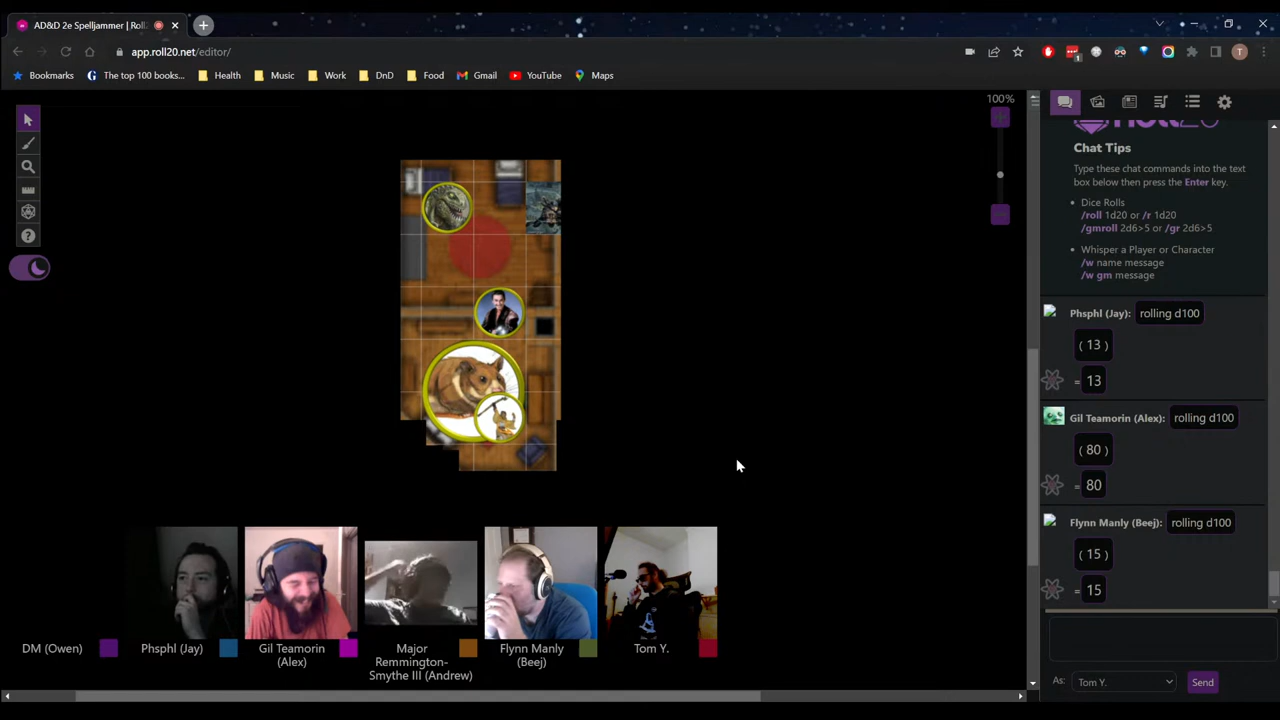 AD&D 2e Spelljammer | Roll
app.roll20.net/editor/
1
T
Bookmarks
The top 100 books...
Health
Music
Work
DnD
Food
Gmail
YouTube
Maps
100%
Chat Tips
Type these chat commands into the text
box below then press the Enter key.
• Dice Rolls
/roll 1d20 or /r 1d20
/gmroll 2d6>5 or /gr 2d6>5
• Whisper a Player or Character
/w name message
/w gm message
Phsphl (Jay): rolling d100
( 13 )
= 13
Gil Teamorin (Alex): rolling d100
( 80 )
= 80
Flynn Manly (Beej): rolling d100
( 15 )
= 15
DM (Owen)
Phsphl (Jay)
Gil Teamorin
(Alex)
Major
Remmington-
Smythe III (Andrew)
Flynn Manly
(Beej)
Tom Y.
As:
Tom Y.
Send